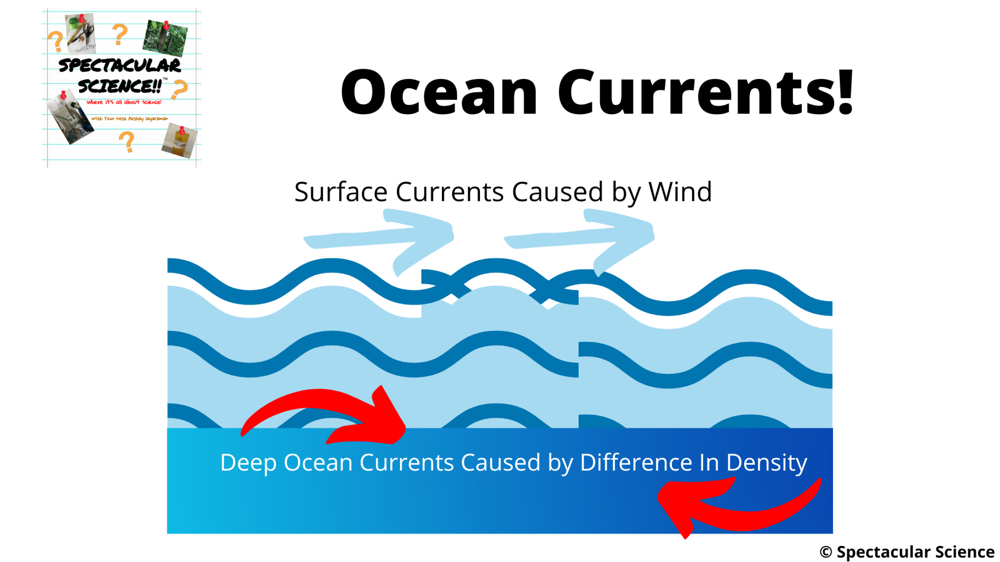 SUPPLIES!!
SPECTACULAR
SCIENCE!!™
Where it's all about science!
With Your Host Akshay Jayaraman
Ocean Currents!
Surface Currents Caused by Wind
Deep Ocean Currents Caused by Difference In Density
© Spectacular Science